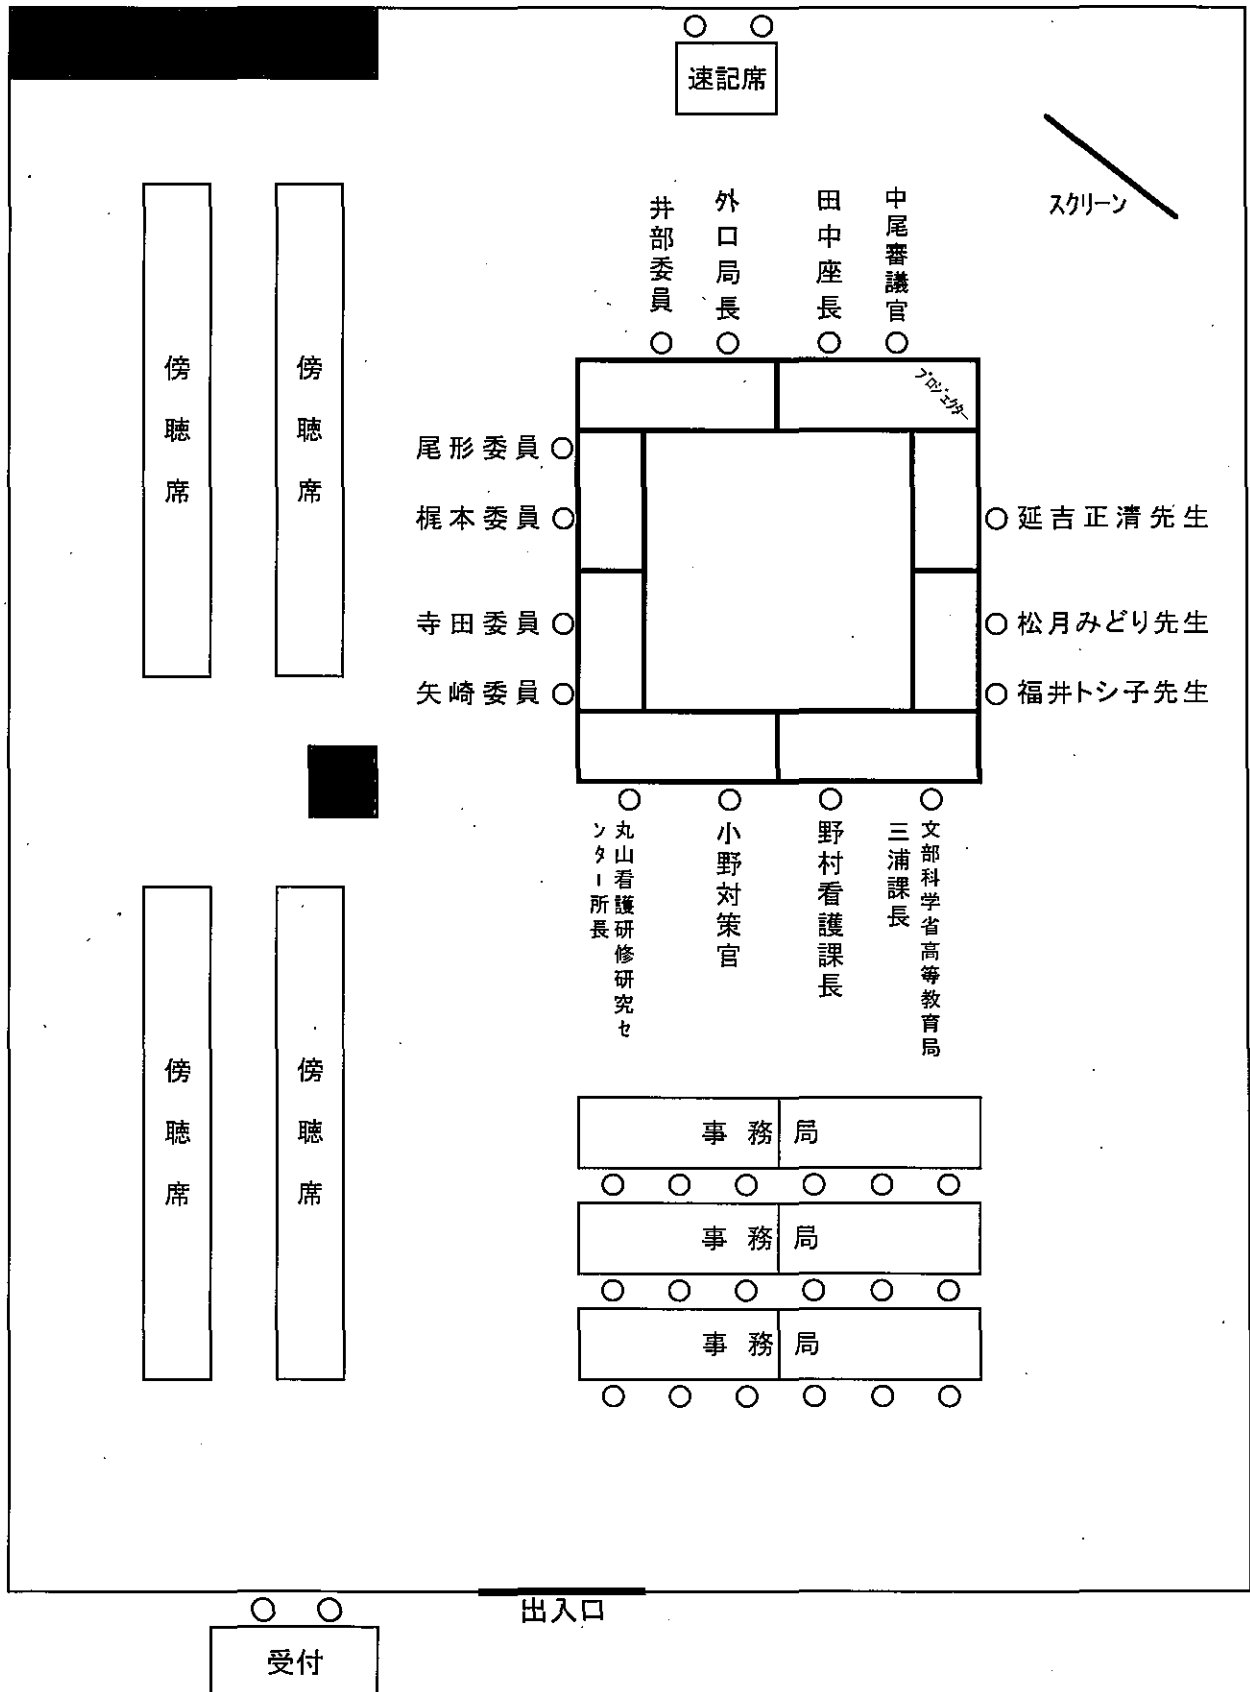 速記席
スクリーン
井部委員
外口局長
田中座長
中尾審議官
プロジェクター
傍聴席
傍聴席
尾形委員
梶本委員
寺田委員
矢崎委員
延吉正清先生
松月みどり先生
福井トシ子先生
丸山看護研修研究セ
ンター所長
小野対策官
野村看護課長
文部科学省高等教育局
三浦課長
傍聴席
傍聴席
事務局
事務局
事務局
出入口
受付